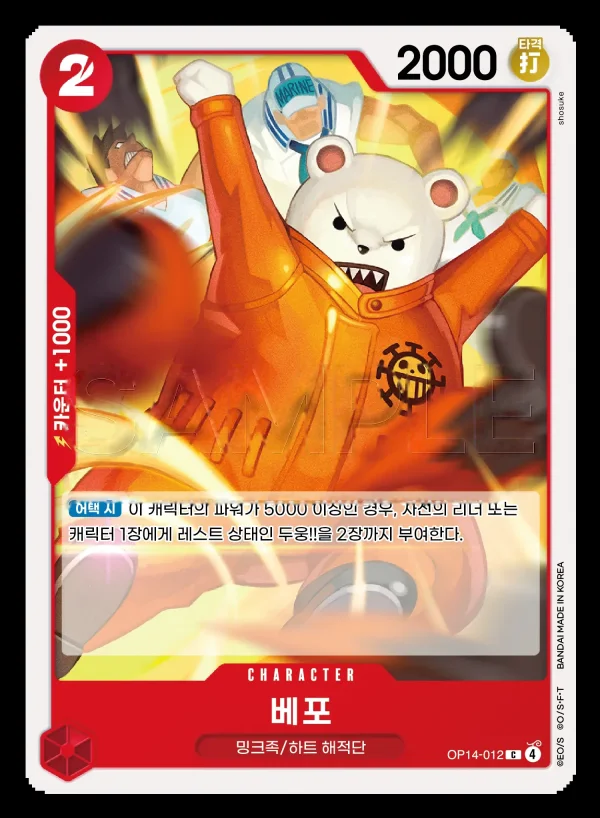 2
2000
타격
打
shosuke
MARINE
카운터 +1000
SAMPLE
어택 시 이 캐릭터의 파워가 5000 이상인 경우, 자신의 리더 또는
캐릭터 1장에게 레스트 상태인 두웅!!을 2장까지 부여한다.
CHARACTER
베포
밍크족/하트 해적단
OP14-012 C 4
©EO/S ©O/S·F·T BANDAI MADE IN KOREA